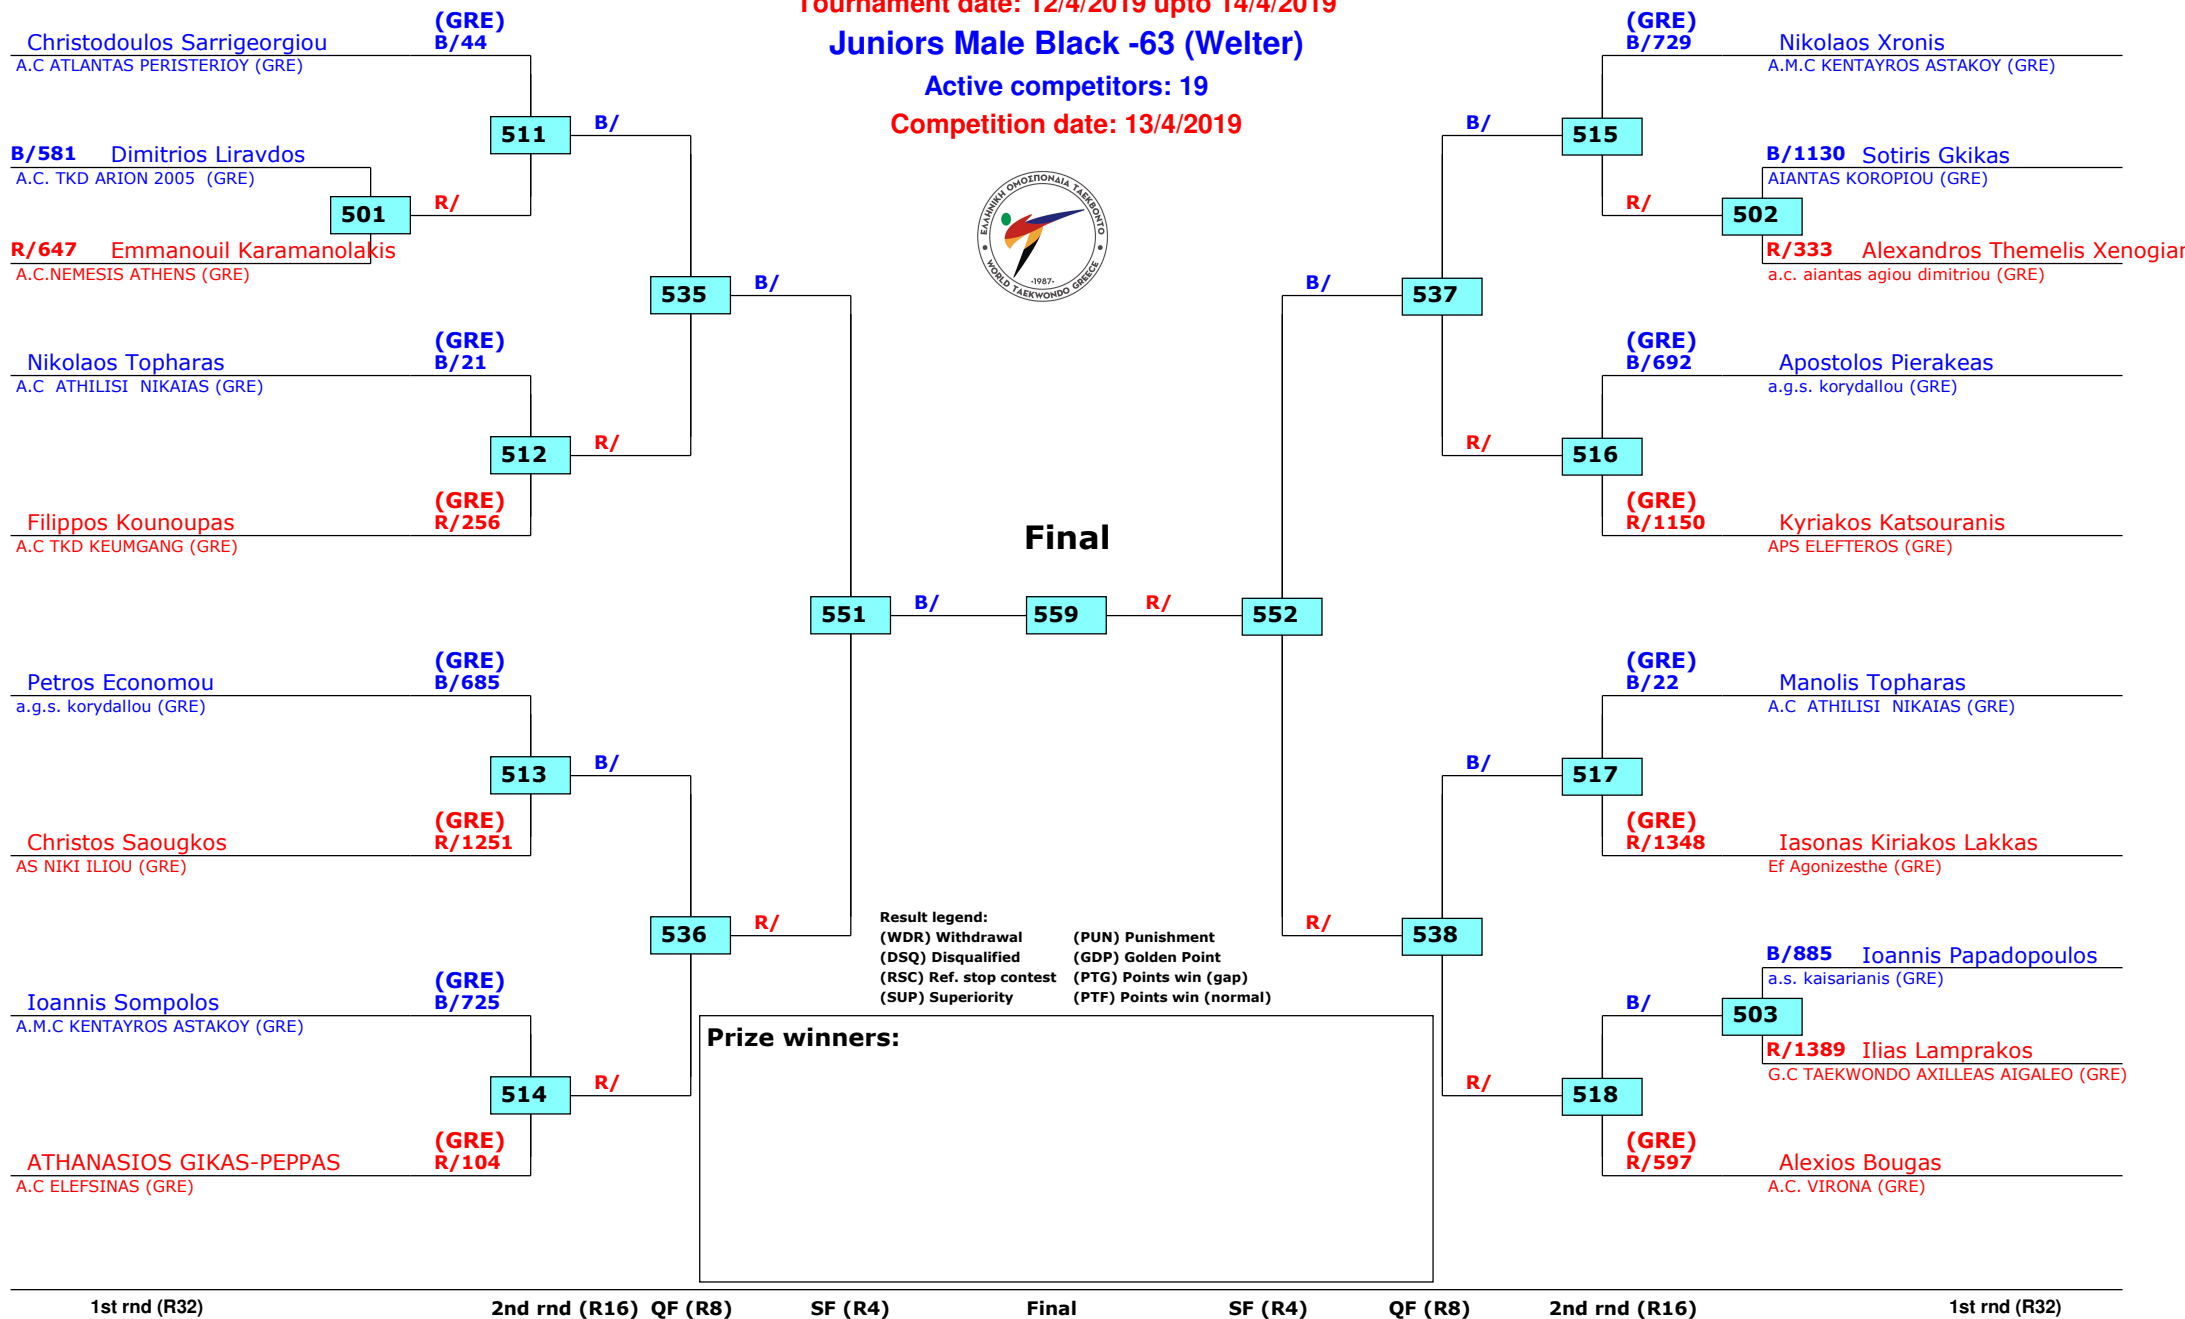 Tournament date: 12/4/2019 upto 14/4/2019
Juniors Male Black -63 (Welter)
Active competitors: 19
Competition date: 13/4/2019
ΕΛΛΗΝΙΚΗ ΟΜΟΣΠΟΝΔΙΑ ΤΑΕΚΒΟΝΤΟ
-1987-
WORLD TAEKWONDO GREECE
(GRE)
Christodoulos Sarrigeorgiou B/44
A.C ATLANTAS PERISTERIOY (GRE)
511 B/
B/581 Dimitrios Liravdos
A.C. TKD ARION 2005 (GRE)
501 R/
R/647 Emmanouil Karamanolakis
A.C.NEMESIS ATHENS (GRE)
535 B/
(GRE)
Nikolaos Topharas B/21
A.C ATHILISI NIKAIAS (GRE)
512 R/
(GRE)
Filippos Kounoupas R/256
A.C TKD KEUMGANG (GRE)
551 B/
(GRE)
Petros Economou B/685
a.g.s. korydallou (GRE)
513 B/
(GRE)
Christos Saougkos R/1251
AS NIKI ILIOU (GRE)
536 R/
(GRE)
Ioannis Sompolos B/725
A.M.C KENTAYROS ASTAKOY (GRE)
514 R/
(GRE)
ATHANASIOS GIKAS-PEPPAS R/104
A.C ELEFSINAS (GRE)
Final
559
(GRE)
B/729 Nikolaos Xronis
A.M.C KENTAYROS ASTAKOY (GRE)
B/ 515
B/1130 Sotiris Gkikas
AIANTAS KOROPIOU (GRE)
R/ 502
R/333 Alexandros Themelis Xenogian
a.c. aiantas agiou dimitriou (GRE)
B/ 537
(GRE)
B/692 Apostolos Pierakeas
a.g.s. korydallou (GRE)
R/ 516
(GRE)
R/1150 Kyriakos Katsouranis
APS ELEFTEROS (GRE)
R/ 552
(GRE)
B/22 Manolis Topharas
A.C ATHILISI NIKAIAS (GRE)
B/ 517
(GRE)
R/1348 Iasonas Kiriakos Lakkas
Ef Agonizesthe (GRE)
R/ 538
B/885 Ioannis Papadopoulos
a.s. kaisarianis (GRE)
B/ 503
R/1389 Ilias Lamprakos
G.C TAEKWONDO AXILLEAS AIGALEO (GRE)
R/ 518
(GRE)
R/597 Alexios Bougas
A.C. VIRONA (GRE)
Result legend:
(WDR) Withdrawal (PUN) Punishment
(DSQ) Disqualified (GDP) Golden Point
(RSC) Ref. stop contest (PTG) Points win (gap)
(SUP) Superiority (PTF) Points win (normal)
Prize winners:
1st rnd (R32) 2nd rnd (R16) QF (R8) SF (R4) Final SF (R4) QF (R8) 2nd rnd (R16) 1st rnd (R32)